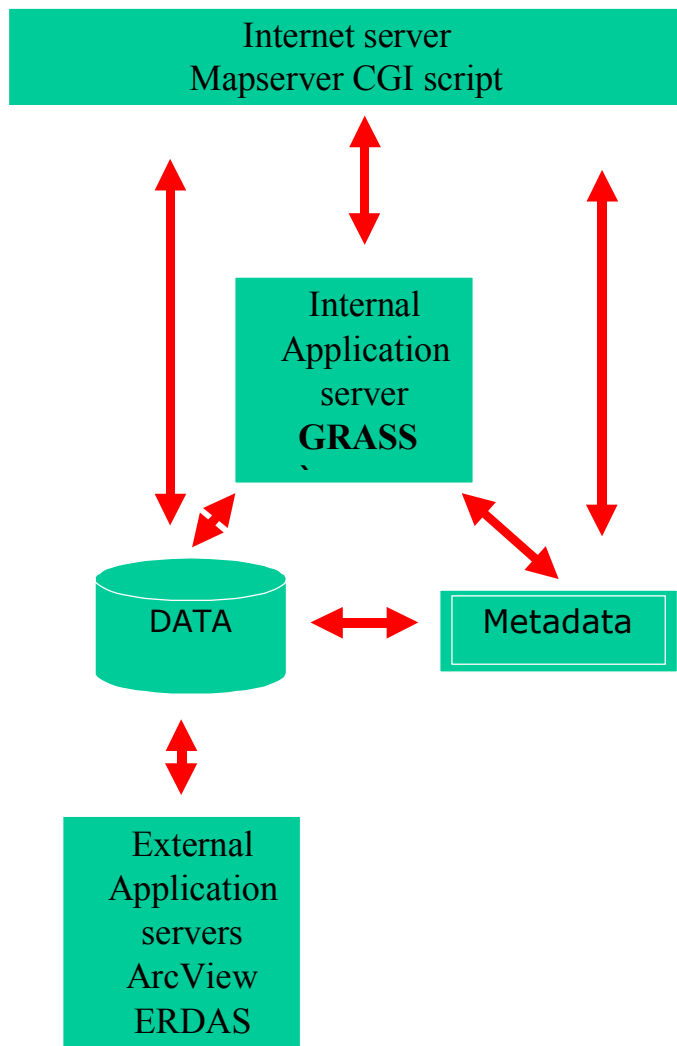 Internet server
Mapserver CGI script
Internal
Application
server
GRASS
DATA
Metadata
External
Application
servers
ArcView
ERDAS